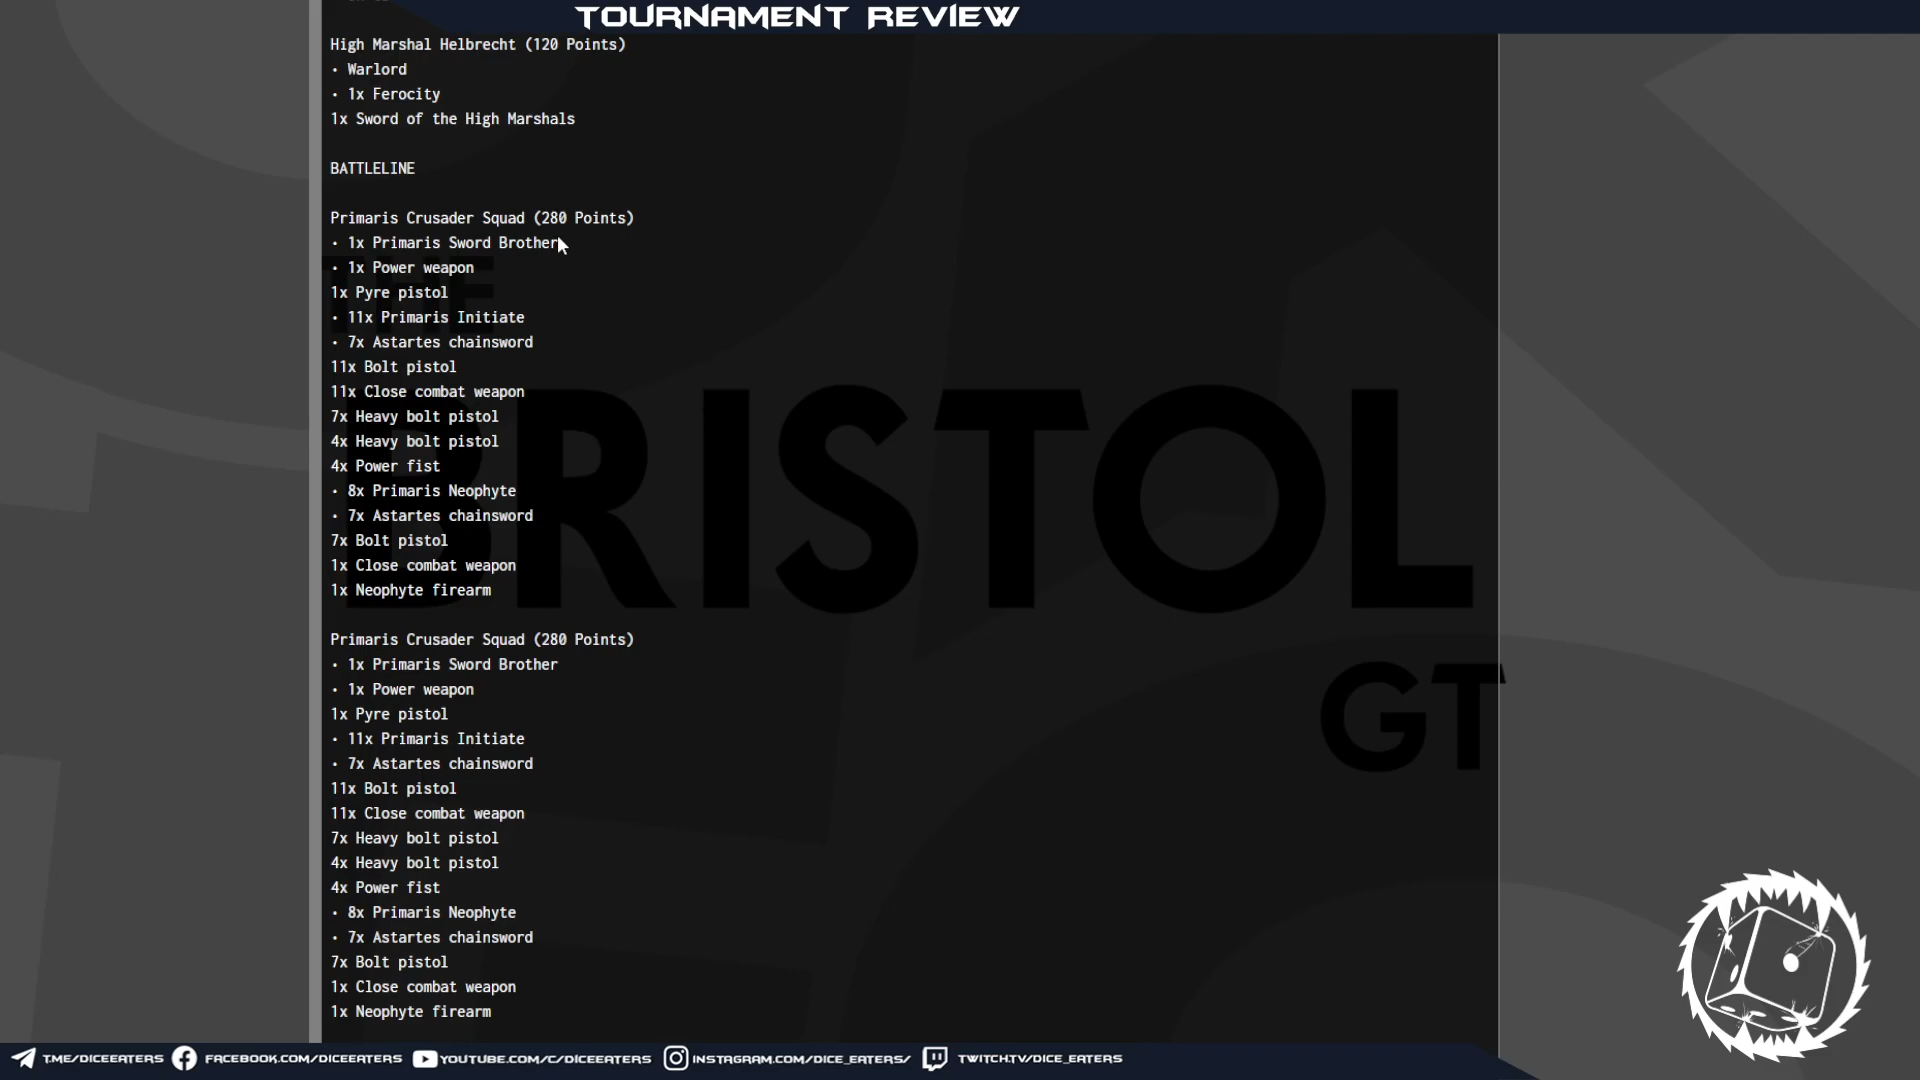 TOURNAMENT REVIEW
High Marshal Helbrecht (120 Points)
• Warlord
• 1x Ferocity
1x Sword of the High Marshals
BATTLELINE
Primaris Crusader Squad (280 Points)
• 1x Primaris Sword Brother
• 1x Power weapon
1x Pyre pistol
• 11x Primaris Initiate
• 7x Astartes chainsword
11x Bolt pistol
11x Close combat weapon
7x Heavy bolt pistol
4x Heavy bolt pistol
4x Power fist
• 8x Primaris Neophyte
• 7x Astartes chainsword
7x Bolt pistol
1x Close combat weapon
1x Neophyte firearm
Primaris Crusader Squad (280 Points)
• 1x Primaris Sword Brother
• 1x Power weapon
1x Pyre pistol
• 11x Primaris Initiate
• 7x Astartes chainsword
11x Bolt pistol
11x Close combat weapon
7x Heavy bolt pistol
4x Heavy bolt pistol
4x Power fist
• 8x Primaris Neophyte
• 7x Astartes chainsword
7x Bolt pistol
1x Close combat weapon
1x Neophyte firearm
THE
BRISTOL
GT
T.ME/DICEEATERS FACEBOOK.COM/DICEEATERS YOUTUBE.COM/C/DICEEATERS INSTAGRAM.COM/DICE_EATERS/ TWITCH.TV/DICE_EATERS